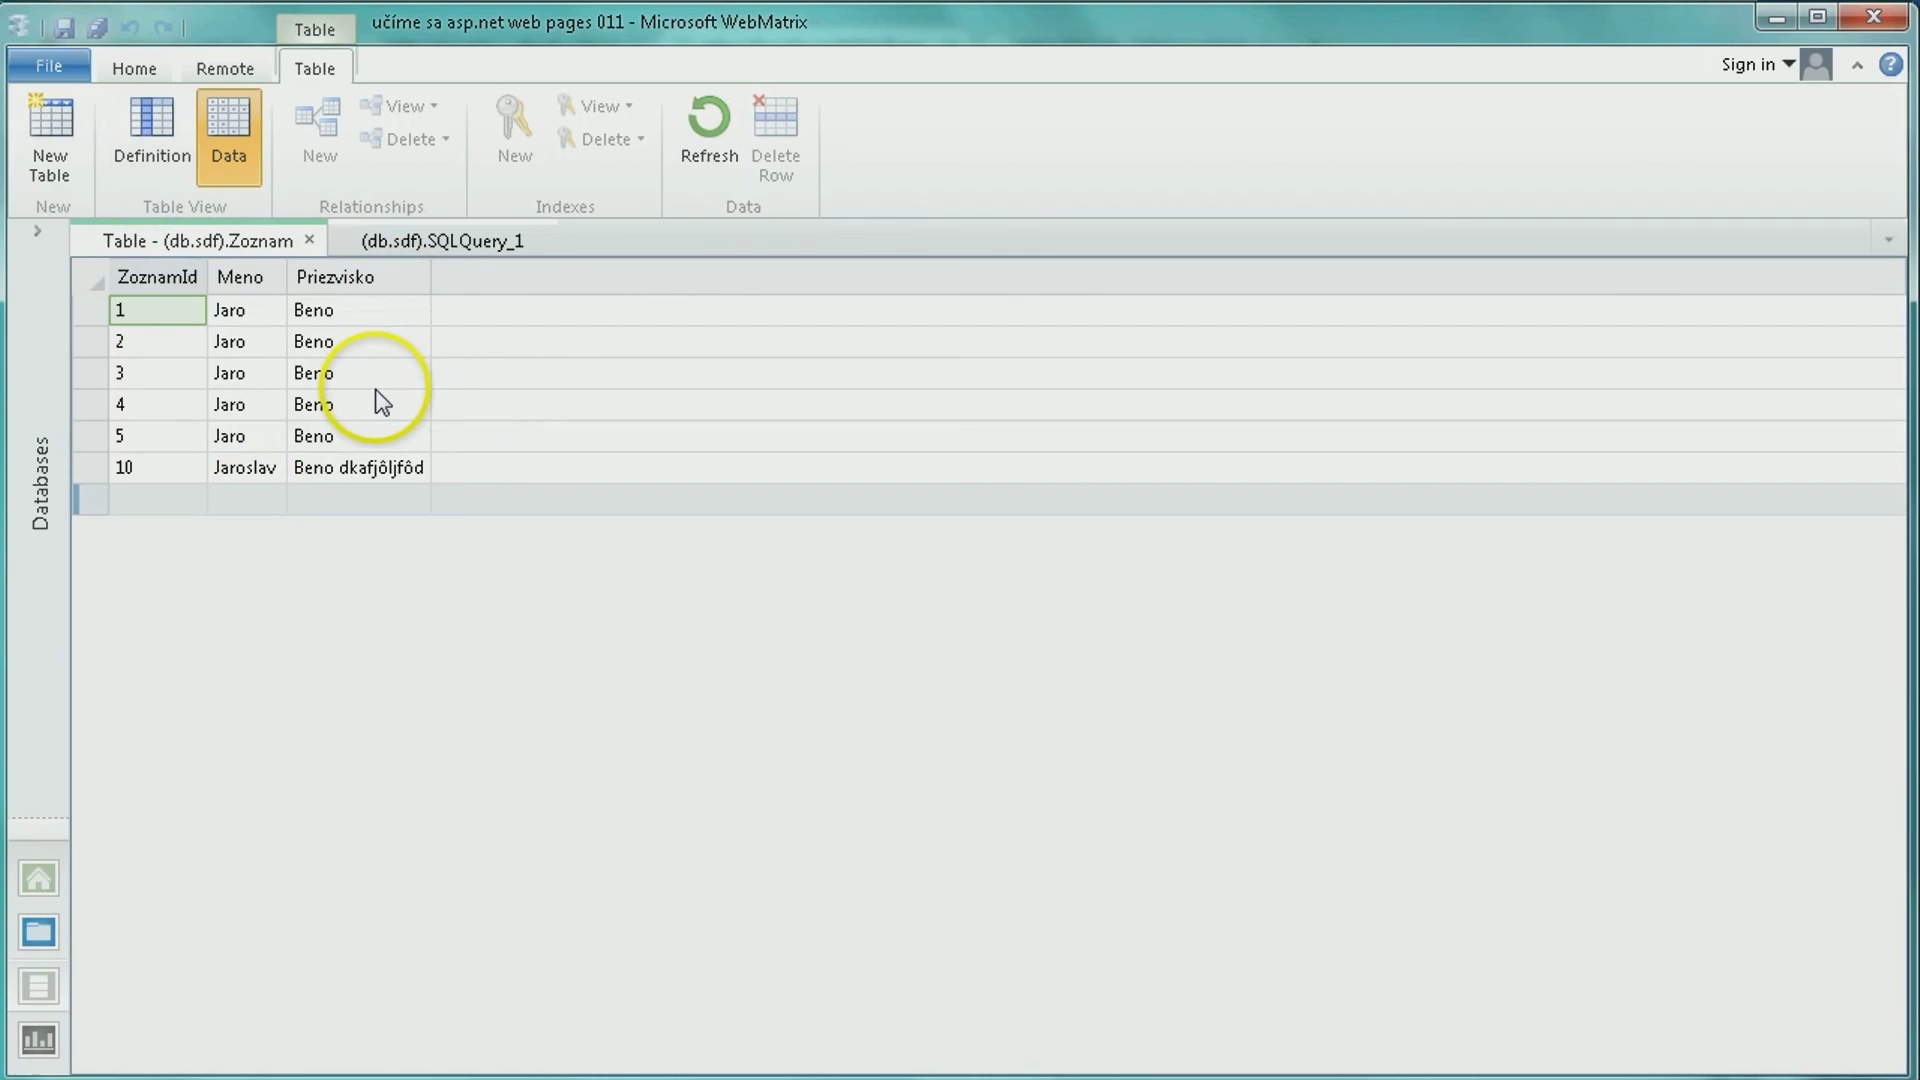 Table
učíme sa asp.net web pages 011 - Microsoft WebMatrix
File
Home
Remote
Table
Sign in
New
Table
Definition
Data
New
View
Delete
New
View
Delete
Refresh
Delete
Row
New
Table View
Relationships
Indexes
Data
Table - (db.sdf).Zoznam
(db.sdf).SQLQuery_1
Databases
ZoznamId Meno Priezvisko
1 Jaro Beno
2 Jaro Beno
3 Jaro Beno
4 Jaro Beno
5 Jaro Beno
10 Jaroslav Beno dkafjôljfôd